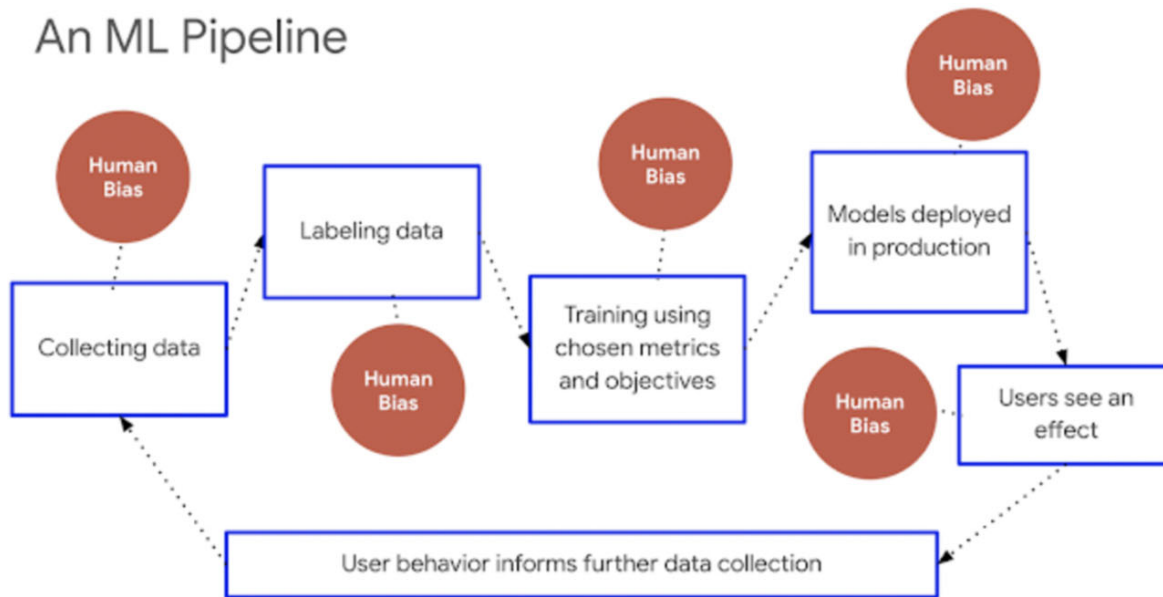 An ML Pipeline
Human
Bias
Collecting data
Labeling data
Human
Bias
Human
Bias
Training using
chosen metrics
and objectives
Human
Bias
Models deployed
in production
Human
Bias
Users see an
effect
User behavior informs further data collection